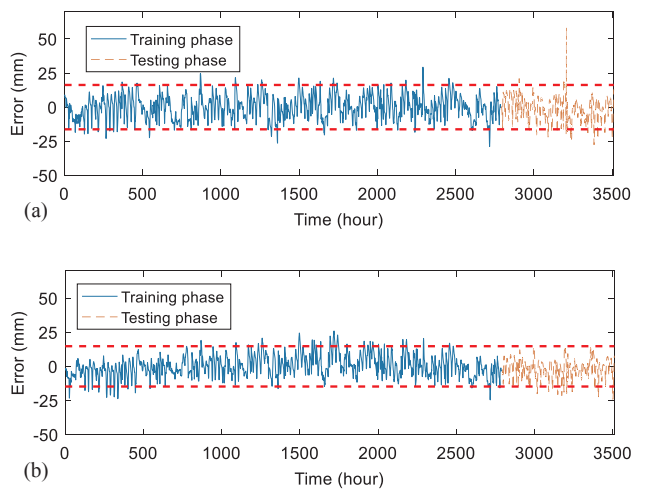 50
25
0
-25
-50
Error (mm)
Training phase
Testing phase
0 500 1000 1500 2000 2500 3000 3500
Time (hour)
(a)
50
25
0
-25
-50
Error (mm)
Training phase
Testing phase
0 500 1000 1500 2000 2500 3000 3500
Time (hour)
(b)